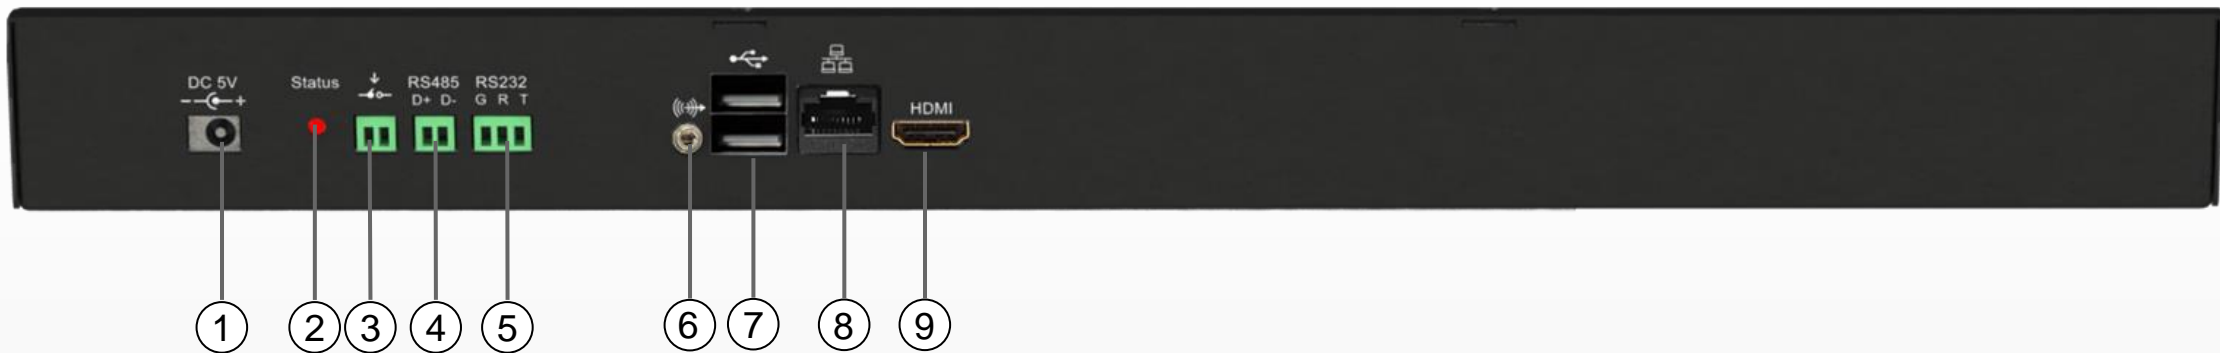 DC 5V
- +
Status
RS485
D+ D-
RS232
G R T
HDMI
1 2 3 4 5 6 7 8 9